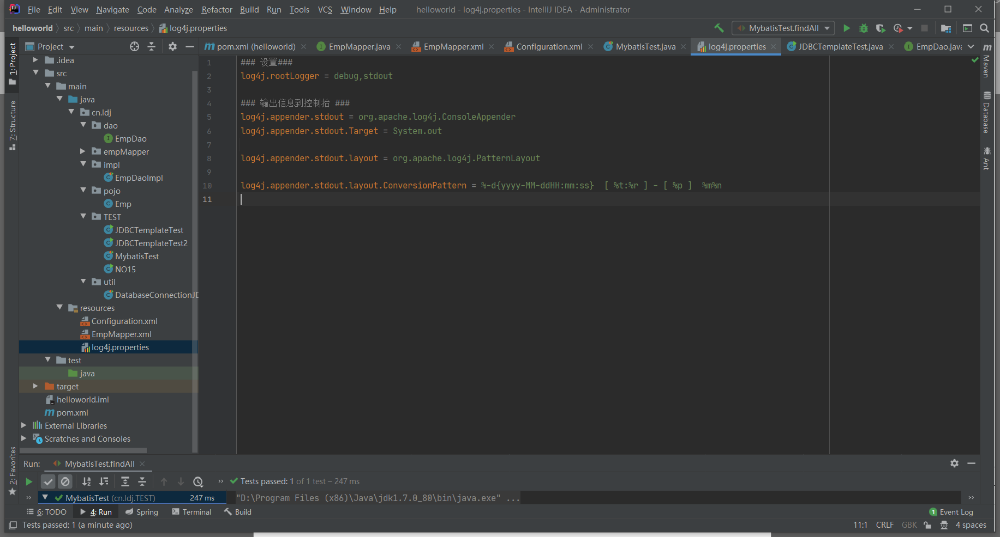 File Edit View Navigate Code Analyze Refactor Build Run Tools VCS Window Help helloworld - log4j.properties - IntelliJ IDEA - Administrator
helloworld src main resources log4j.properties MybatisTest.findAll
1: Project
7: Structure
2: Favorites
Project
pom.xml (helloworld) EmpMapper.java EmpMapper.xml Configuration.xml MybatisTest.java log4j.properties JDBCTemplateTest.java EmpDao.java
.idea
src
main
java
cn.ldj
dao
EmpDao
empMapper
impl
EmpDaoImpl
pojo
Emp
TEST
JDBCTemplateTest
JDBCTemplateTest2
MybatisTest
NO15
util
DatabaseConnectionJD
resources
Configuration.xml
EmpMapper.xml
log4j.properties
test
java
target
helloworld.iml
pom.xml
External Libraries
Scratches and Consoles
1 ### 设置###
2 log4j.rootLogger = debug,stdout
3
4 ### 输出信息到控制抬 ###
5 log4j.appender.stdout = org.apache.log4j.ConsoleAppender
6 log4j.appender.stdout.Target = System.out
7
8 log4j.appender.stdout.layout = org.apache.log4j.PatternLayout
9
10 log4j.appender.stdout.layout.ConversionPattern = %-d{yyyy-MM-ddHH:mm:ss}  [ %t:%r ] - [ %p ]  %m%n
11
Maven
Database
Ant
Run: MybatisTest.findAll
Tests passed: 1 of 1 test – 247 ms
MybatisTest (cn.ldj.TEST) 247 ms "D:\Program Files (x86)\Java\jdk1.7.0_80\bin\java.exe" ...
6: TODO 4: Run Spring Terminal Build 1 Event Log
Tests passed: 1 (a minute ago) 11:1 CRLF GBK 4 spaces